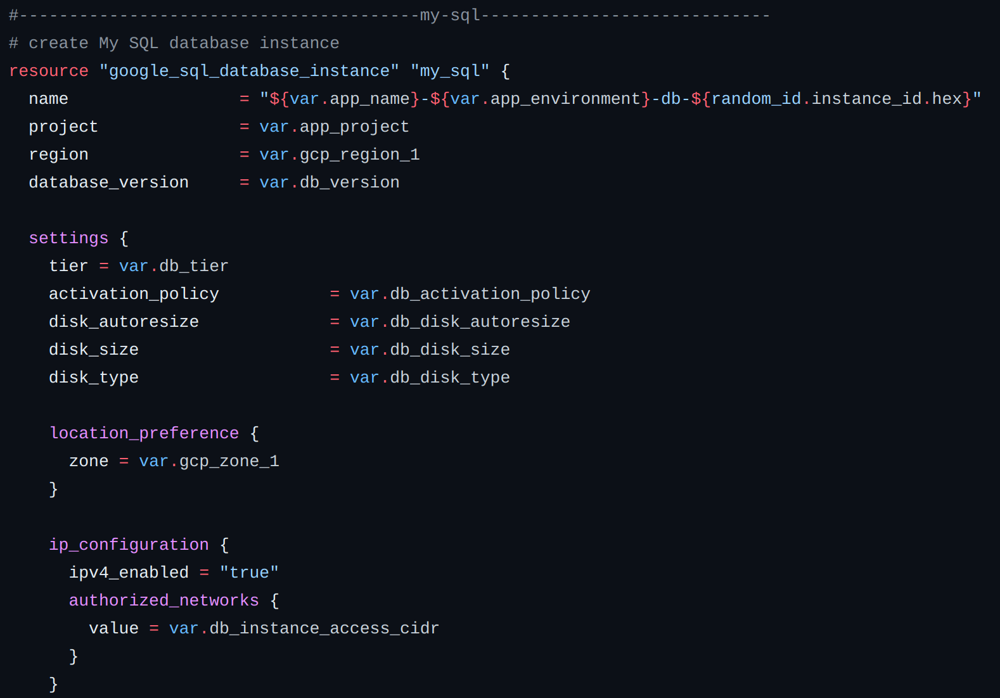 #----------------------------------------my-sql-----------------------------
# create My SQL database instance
resource "google_sql_database_instance" "my_sql" {
  name                 = "${var.app_name}-${var.app_environment}-db-${random_id.instance_id.hex}"
  project              = var.app_project
  region               = var.gcp_region_1
  database_version     = var.db_version

  settings {
    tier = var.db_tier
    activation_policy           = var.db_activation_policy
    disk_autoresize             = var.db_disk_autoresize
    disk_size                   = var.db_disk_size
    disk_type                   = var.db_disk_type

    location_preference {
      zone = var.gcp_zone_1
    }

    ip_configuration {
      ipv4_enabled = "true"
      authorized_networks {
        value = var.db_instance_access_cidr
      }
    }